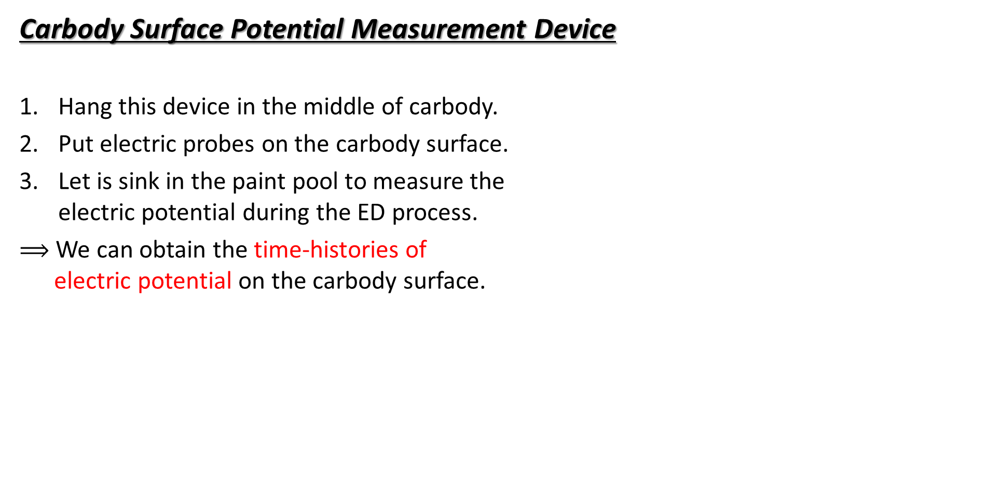 Carbody Surface Potential Measurement Device
1. Hang this device in the middle of carbody.
2. Put electric probes on the carbody surface.
3. Let is sink in the paint pool to measure the
electric potential during the ED process.
⟹ We can obtain the time-histories of
electric potential on the carbody surface.